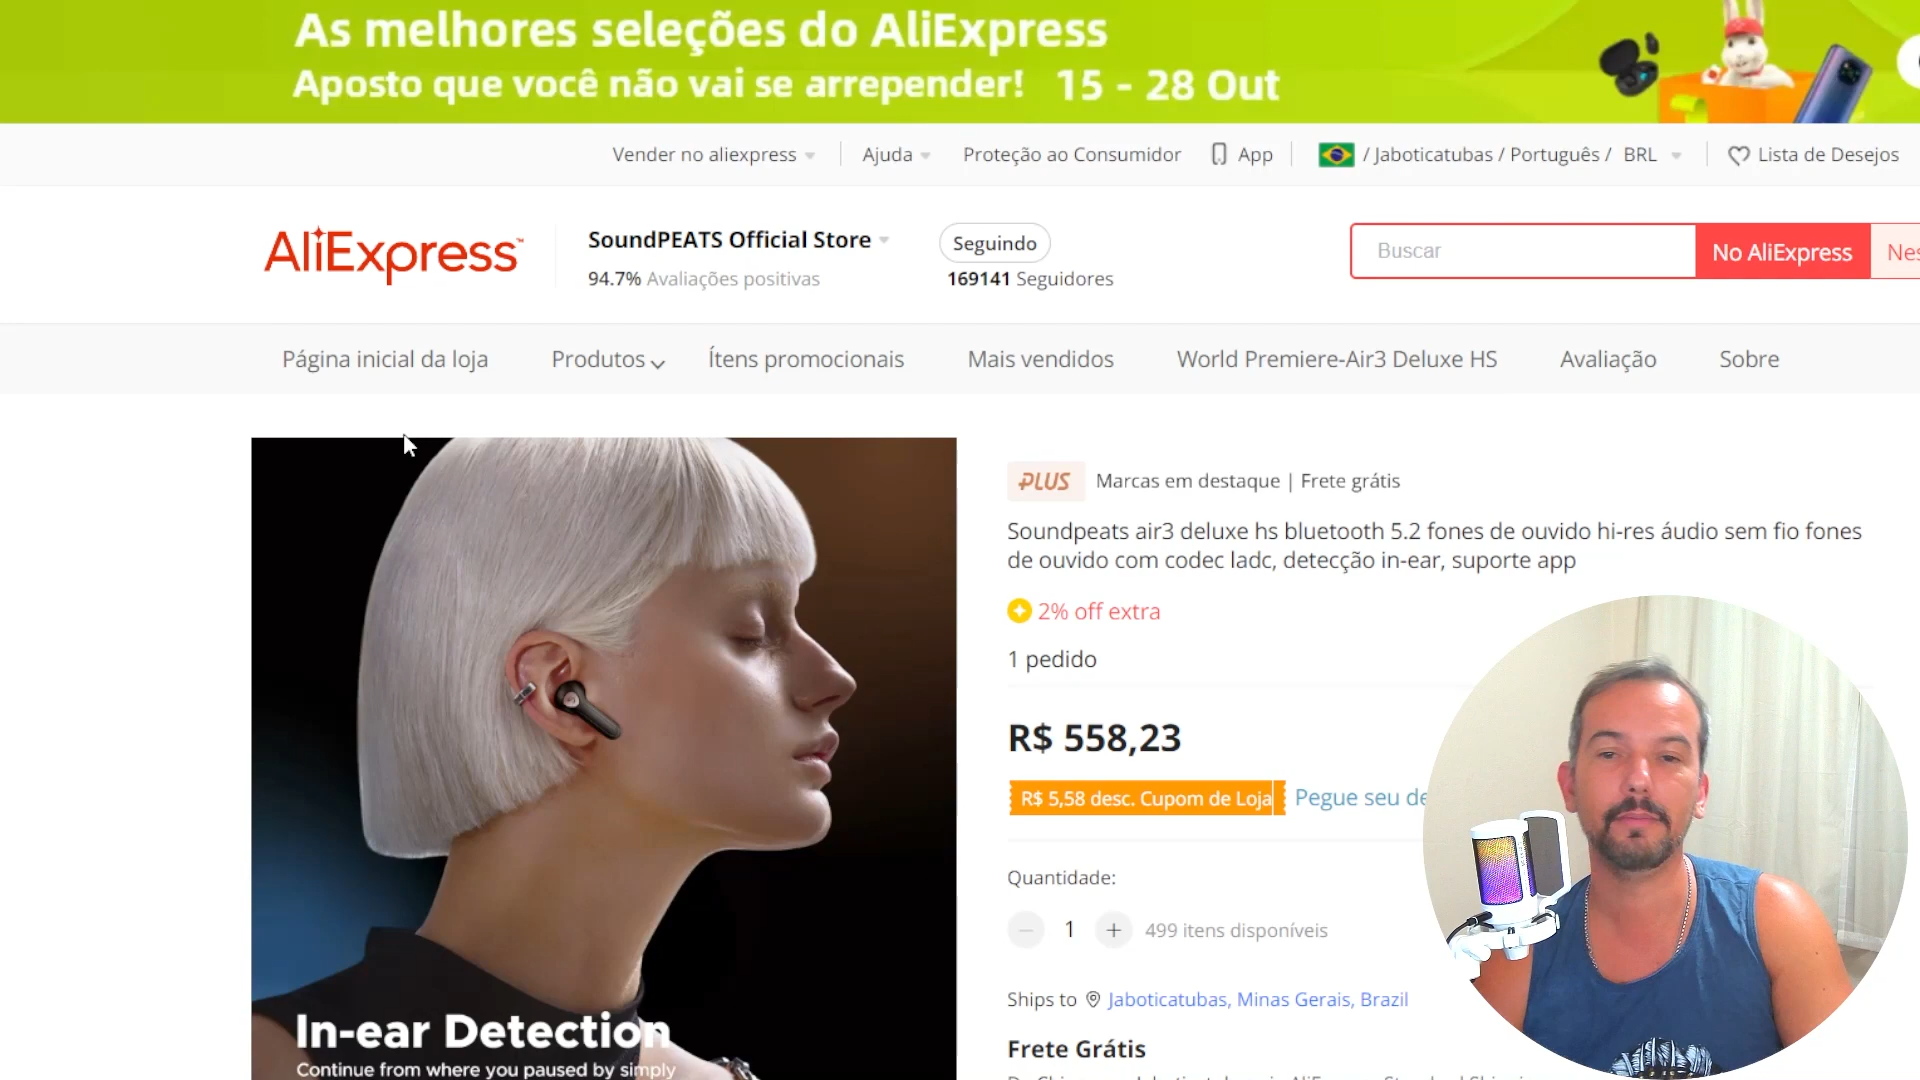 As melhores seleções do AliExpress
Aposto que você não vai se arrepender! 15 - 28 Out
Vender no aliexpress
Ajuda
Proteção ao Consumidor
App
/ Jaboticatubas / Português / BRL
Lista de Desejos
AliExpress™
SoundPEATS Official Store
94.7% Avaliações positivas
Seguindo
169141 Seguidores
Buscar
No AliExpress
Nes
Página inicial da loja
Produtos
Ítens promocionais
Mais vendidos
World Premiere-Air3 Deluxe HS
Avaliação
Sobre
PLUS Marcas em destaque | Frete grátis
Soundpeats air3 deluxe hs bluetooth 5.2 fones de ouvido hi-res áudio sem fio fones
de ouvido com codec ladc, detecção in-ear, suporte app
2% off extra
1 pedido
R$ 558,23
R$ 5,58 desc. Cupom de Loja Pegue seu de
Quantidade:
1
499 itens disponíveis
Ships to Jaboticatubas, Minas Gerais, Brazil
Frete Grátis
In-ear Detection
Continue from where you paused by simply